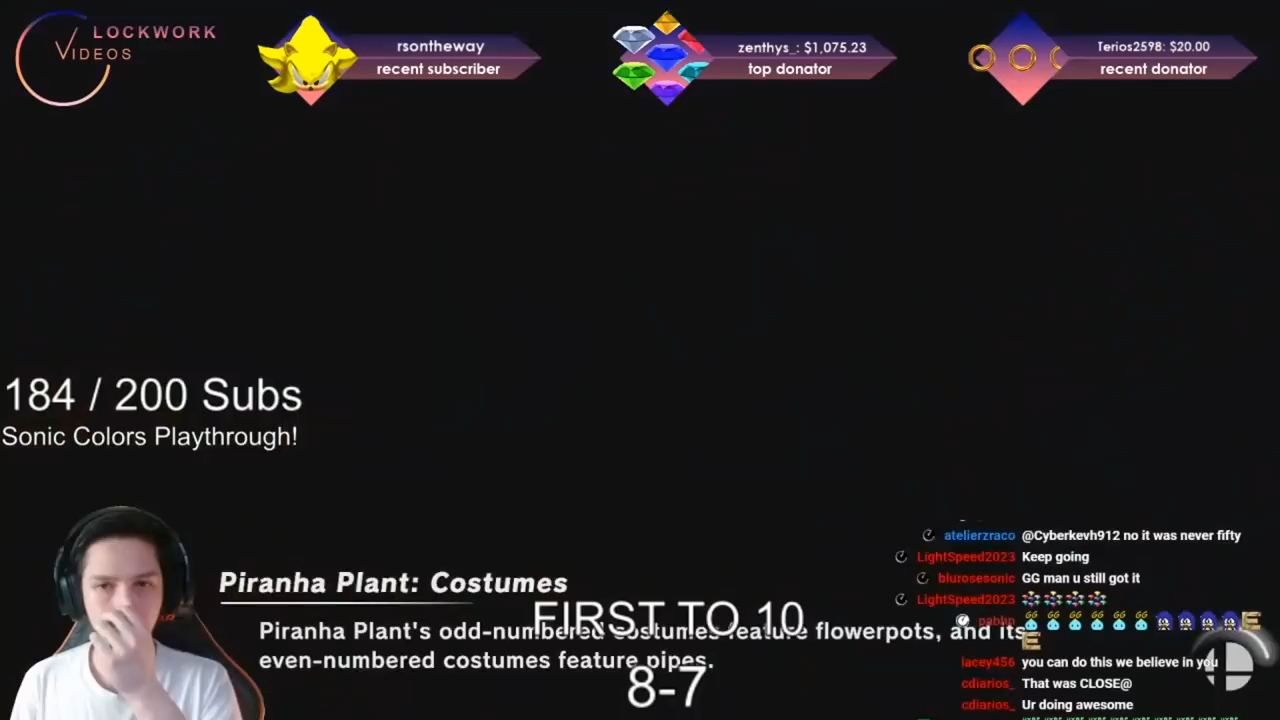 CLOCKWORK
VIDEOS
rsontheway
recent subscriber
zenthys_: $1,075.23
top donator
Terios2598: $20.00
recent donator
184 / 200 Subs
Sonic Colors Playthrough!
atelierzraco @Cyberkevh912 no it was never fifty
LightSpeed2023 Keep going
blurosesonic GG man u still got it
LightSpeed2023
pablin
lacey456 you can do this we believe in you
cdiarios_ That was CLOSE@
cdiarios_ Ur doing awesome
Piranha Plant: Costumes
Piranha Plant's odd-numbered costumes feature flowerpots, and its
even-numbered costumes feature pipes.
FIRST TO 10
8-7